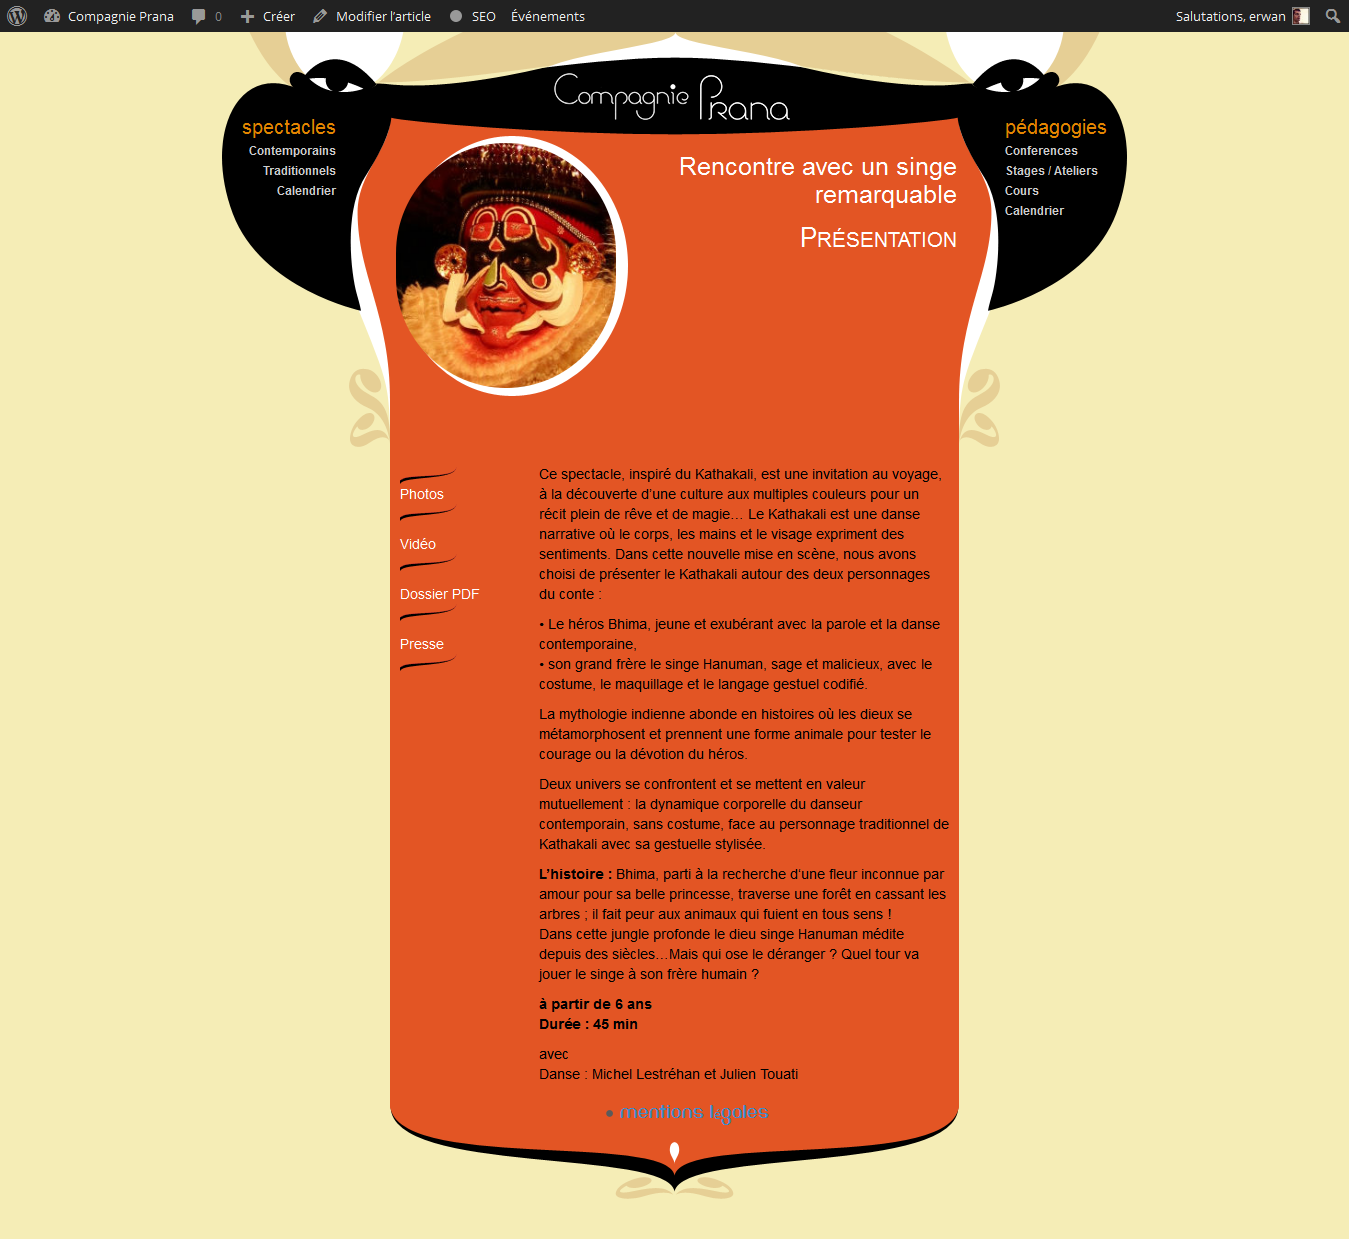 Compagnie Prana 0 Créer Modifier l'article SEO Événements Salutations, erwan
Compagnie Prana
spectacles
Contemporains
Traditionnels
Calendrier
pédagogies
Conferences
Stages / Ateliers
Cours
Calendrier
Rencontre avec un singe
remarquable
PRÉSENTATION
Photos
Vidéo
Dossier PDF
Presse
Ce spectacle, inspiré du Kathakali, est une invitation au voyage,
à la découverte d’une culture aux multiples couleurs pour un
récit plein de rêve et de magie… Le Kathakali est une danse
narrative où le corps, les mains et le visage expriment des
sentiments. Dans cette nouvelle mise en scène, nous avons
choisi de présenter le Kathakali autour des deux personnages
du conte :
• Le héros Bhima, jeune et exubérant avec la parole et la danse
contemporaine,
• son grand frère le singe Hanuman, sage et malicieux, avec le
costume, le maquillage et le langage gestuel codifié.
La mythologie indienne abonde en histoires où les dieux se
métamorphosent et prennent une forme animale pour tester le
courage ou la dévotion du héros.
Deux univers se confrontent et se mettent en valeur
mutuellement : la dynamique corporelle du danseur
contemporain, sans costume, face au personnage traditionnel de
Kathakali avec sa gestuelle stylisée.
L’histoire : Bhima, parti à la recherche d’une fleur inconnue par
amour pour sa belle princesse, traverse une forêt en cassant les
arbres ; il fait peur aux animaux qui fuient en tous sens !
Dans cette jungle profonde le dieu singe Hanuman médite
depuis des siècles…Mais qui ose le déranger ? Quel tour va
jouer le singe à son frère humain ?
à partir de 6 ans
Durée : 45 min
avec
Danse : Michel Lestréhan et Julien Touati
• mentions légales